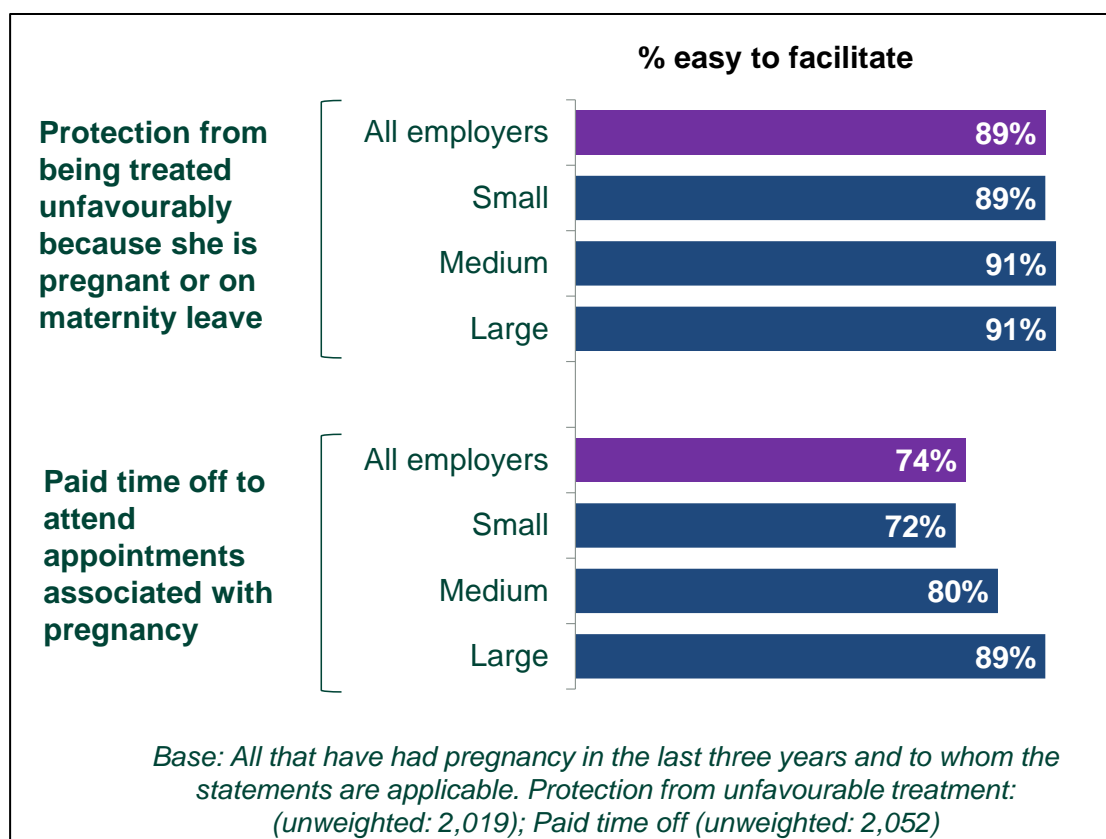 % easy to facilitate
Protection from
being treated
unfavourably
because she is
pregnant or on
maternity leave
All employers
89%
Small
89%
Medium
91%
Large
91%
Paid time off to
attend
appointments
associated with
pregnancy
All employers
74%
Small
72%
Medium
80%
Large
89%
Base: All that have had pregnancy in the last three years and to whom the
statements are applicable. Protection from unfavourable treatment:
(unweighted: 2,019); Paid time off (unweighted: 2,052)